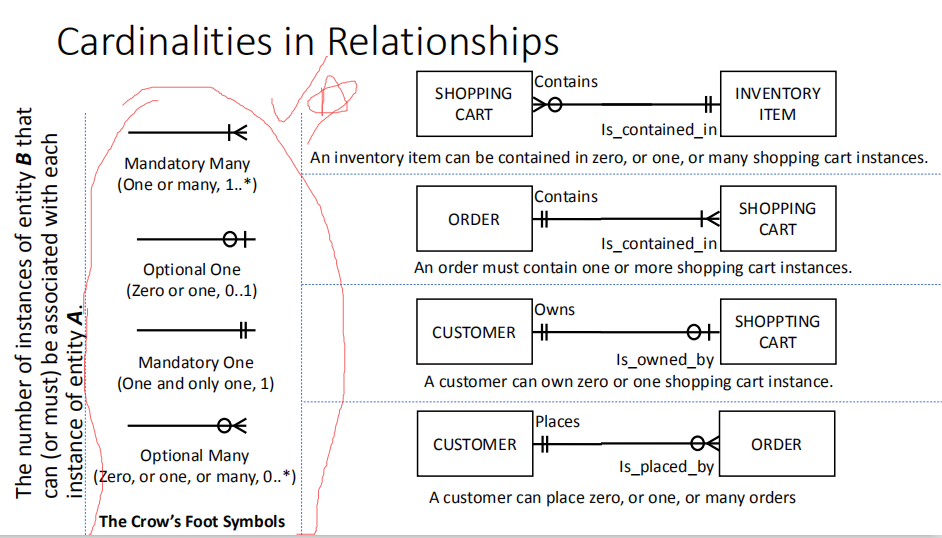 Cardinalities in Relationships
The number of instances of entity B that
can (or must) be associated with each
instance of entity A.
Mandatory Many
(One or many, 1..*)
Optional One
(Zero or one, 0..1)
Mandatory One
(One and only one, 1)
Optional Many
(Zero, or one, or many, 0..*)
The Crow's Foot Symbols
SHOPPING
CART
Contains
Is_contained_in
INVENTORY
ITEM
An inventory item can be contained in zero, or one, or many shopping cart instances.
ORDER
Contains
Is_contained_in
SHOPPING
CART
An order must contain one or more shopping cart instances.
CUSTOMER
Owns
Is_owned_by
SHOPPTING
CART
A customer can own zero or one shopping cart instance.
CUSTOMER
Places
Is_placed_by
ORDER
A customer can place zero, or one, or many orders